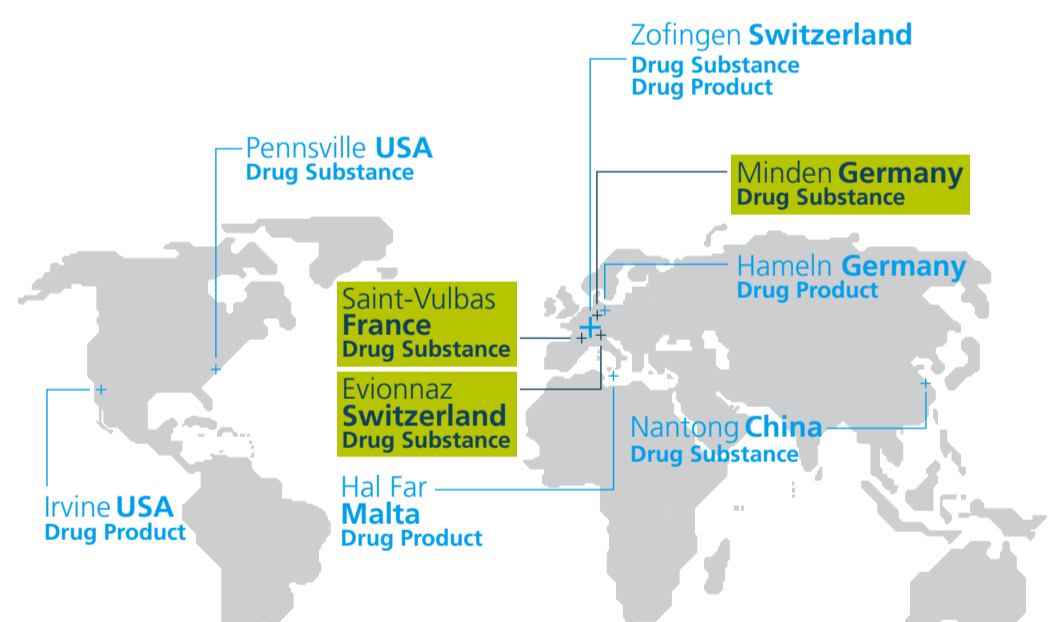 Zofingen Switzerland
Drug Substance
Drug Product
Pennsville USA
Drug Substance
Minden Germany
Drug Substance
Hameln Germany
Drug Product
Saint-Vulbas
France
Drug Substance
Evionnaz
Switzerland
Drug Substance
Nantong China
Drug Substance
Hal Far
Malta
Drug Product
Irvine USA
Drug Product